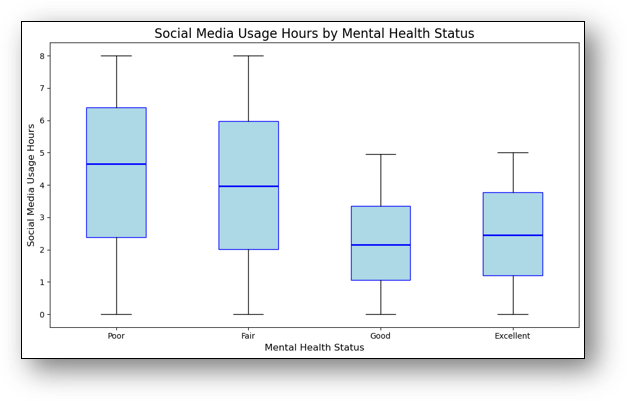 Social Media Usage Hours by Mental Health Status
Social Media Usage Hours
8
7
6
5
4
3
2
1
0
Poor Fair Good Excellent
Mental Health Status